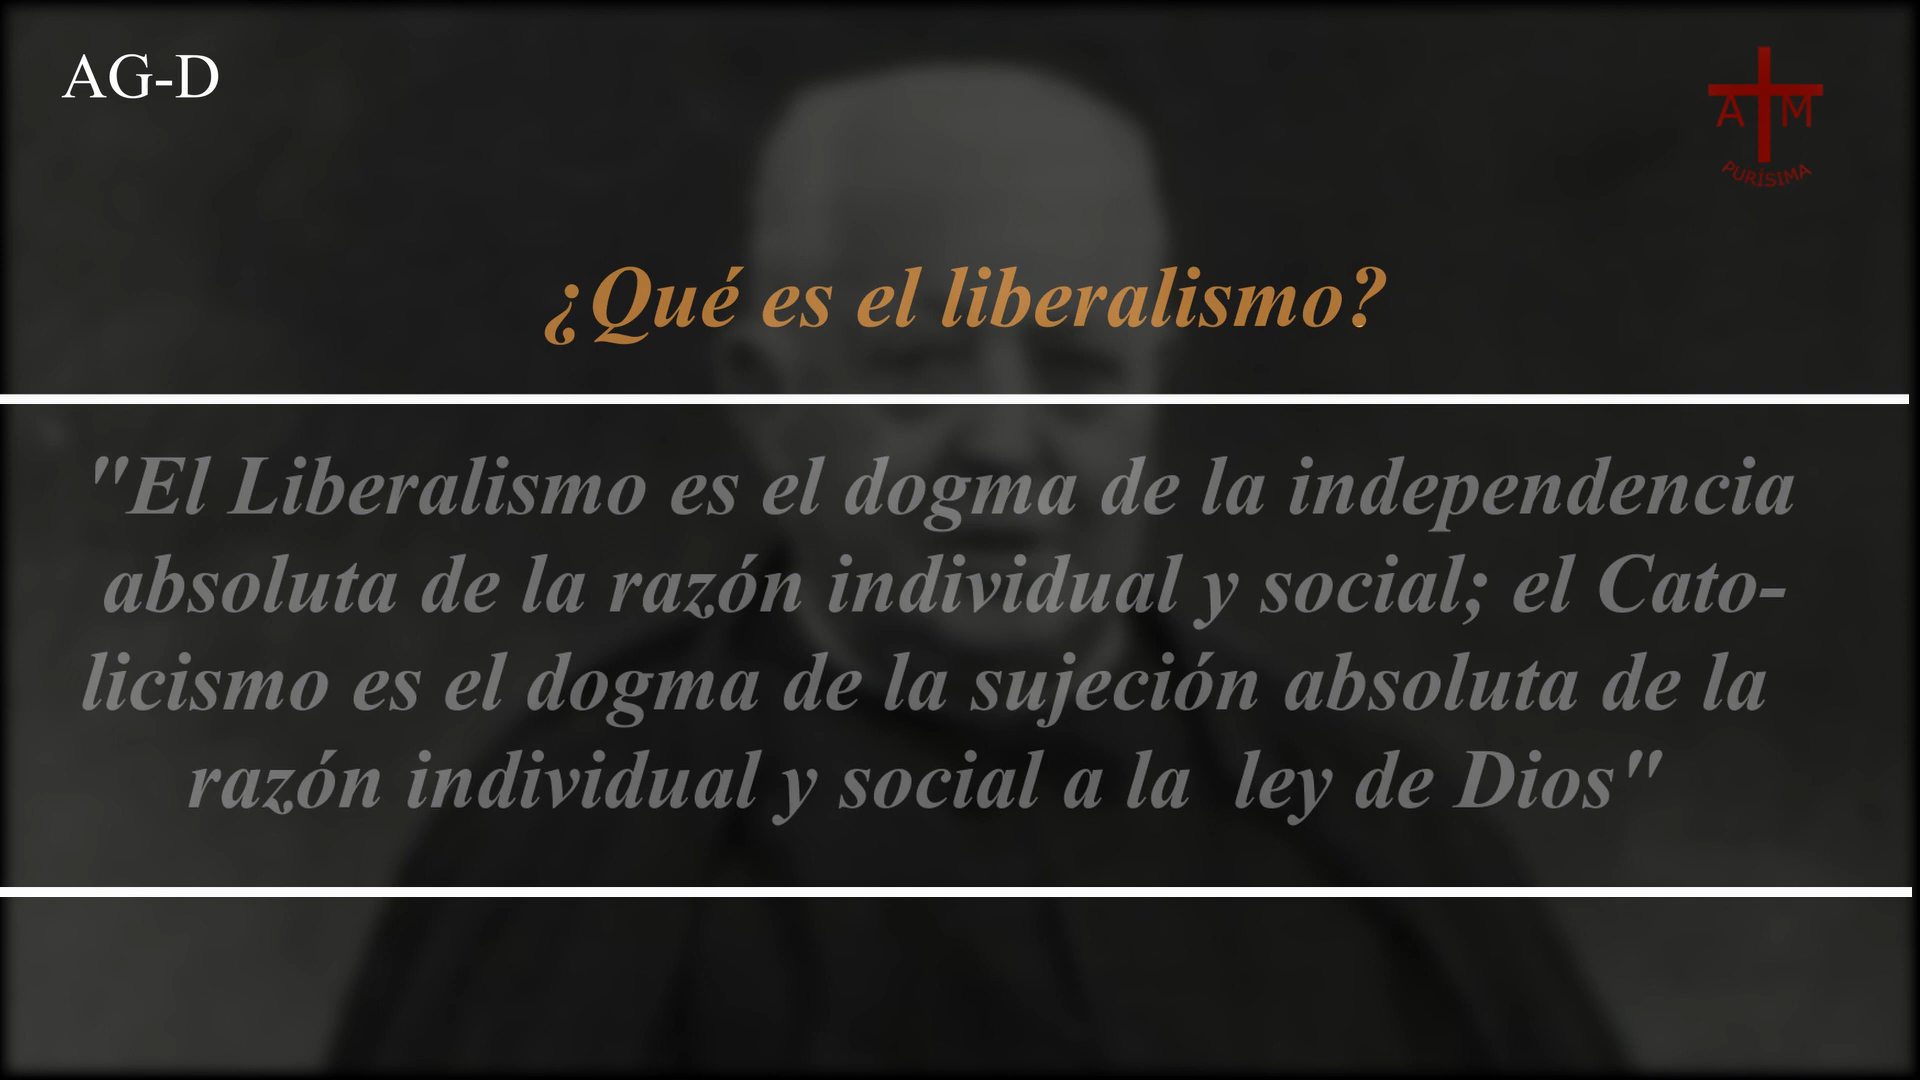 AG-D
A M
PURÍSIMA
¿Qué es el liberalismo?
"El Liberalismo es el dogma de la independencia
absoluta de la razón individual y social; el Cato-
licismo es el dogma de la sujeción absoluta de la
razón individual y social a la  ley de Dios"